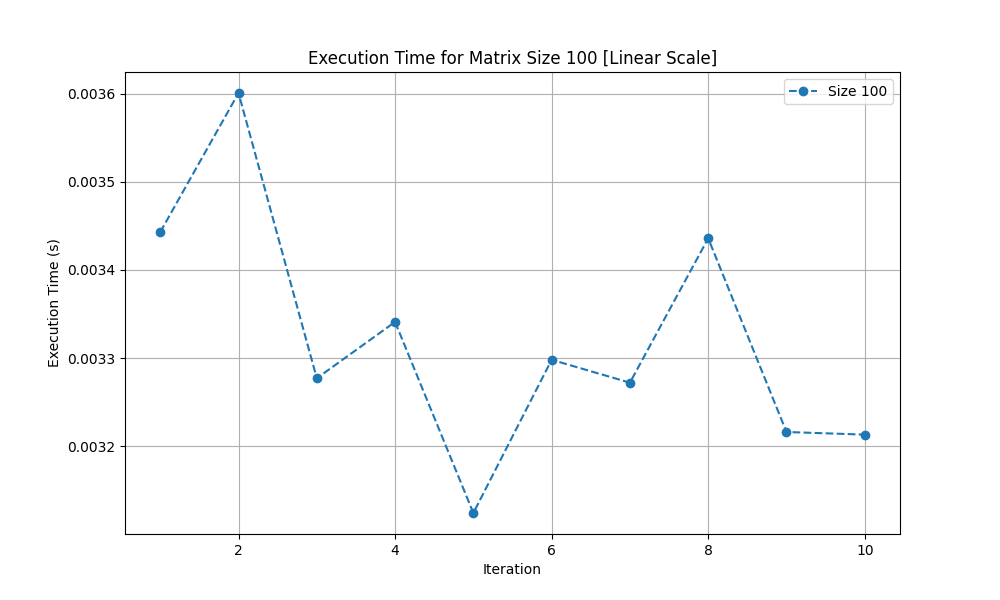 Execution Time for Matrix Size 100 [Linear Scale]
Size 100
Execution Time (s)
0.0036
0.0035
0.0034
0.0033
0.0032
2 4 6 8 10
Iteration